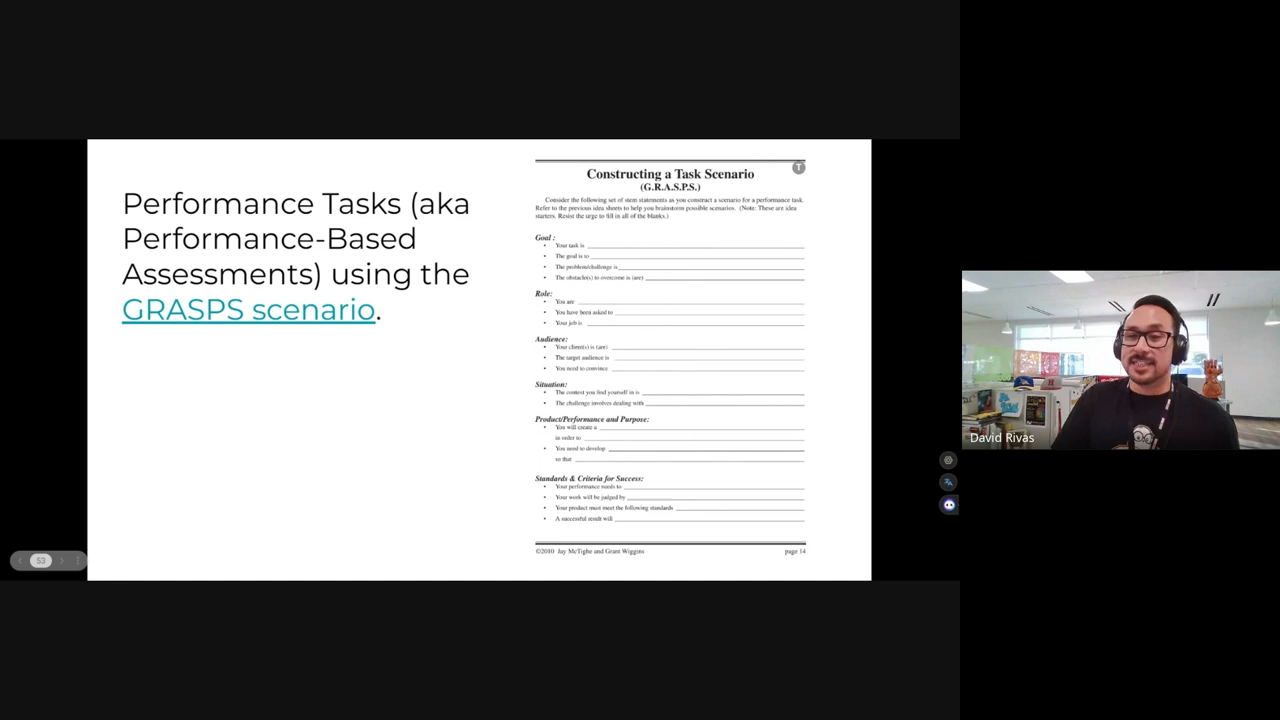 Performance Tasks (aka
Performance-Based
Assessments) using the
GRASPS scenario.
T
Constructing a Task Scenario
(G.R.A.S.P.S.)
Consider the following set of stem statements as you construct a scenario for a performance task.
Refer to the previous idea sheets to help you brainstorm possible scenarios. (Note: These are idea
starters. Resist the urge to fill in all of the blanks.)
Goal :
• Your task is
• The goal is to
• The problem/challenge is
• The obstacle(s) to overcome is (are)
Role:
• You are
• You have been asked to
• Your job is
Audience:
• Your client(s) is (are)
• The target audience is
• You need to convince
Situation:
• The context you find yourself in is
• The challenge involves dealing with
Product/Performance and Purpose:
• You will create a
in order to
• You need to develop
so that
Standards & Criteria for Success:
• Your performance needs to
• Your work will be judged by
• Your product must meet the following standards
• A successful result will
©2010 Jay McTighe and Grant Wiggins page 14
53
David Rivas